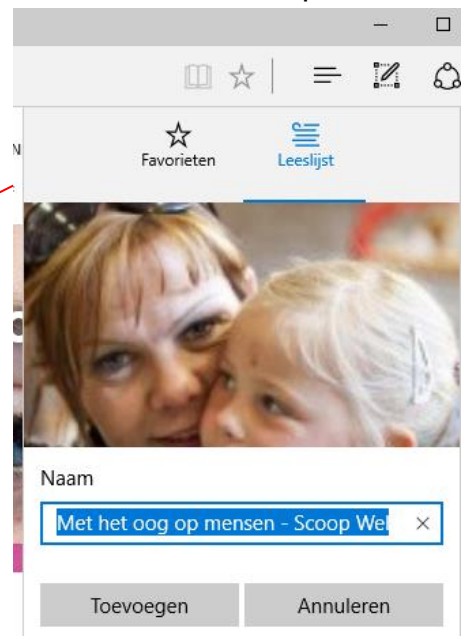 N
Favorieten
Leeslijst
Naam
Met het oog op mensen - Scoop Wel
Toevoegen
Annuleren